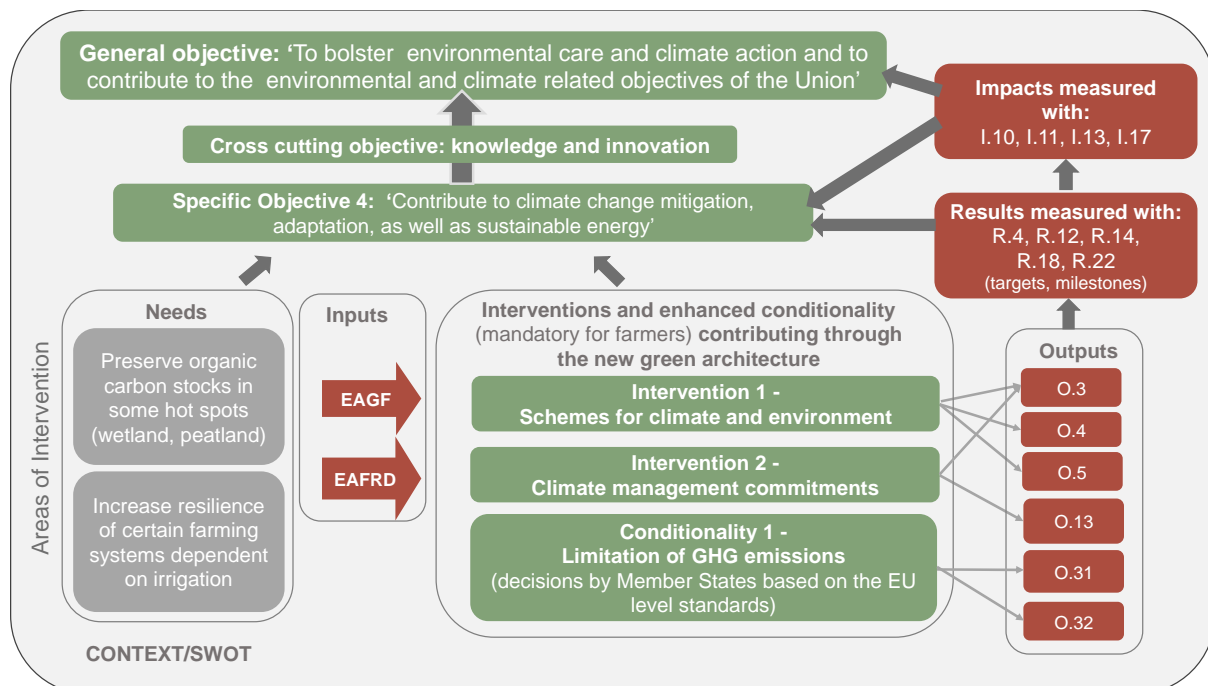 General objective: ‘To bolster environmental care and climate action and to
contribute to the environmental and climate related objectives of the Union’
Impacts measured
with:
I.10, I.11, I.13, I.17
Cross cutting objective: knowledge and innovation
Specific Objective 4: ‘Contribute to climate change mitigation,
adaptation, as well as sustainable energy’
Results measured with:
R.4, R.12, R.14,
R.18, R.22
(targets, milestones)
Areas of Intervention
Needs
Preserve organic
carbon stocks in
some hot spots
(wetland, peatland)
Increase resilience
of certain farming
systems dependent
on irrigation
Inputs
EAGF
EAFRD
Interventions and enhanced conditionality
(mandatory for farmers) contributing through
the new green architecture
Intervention 1 -
Schemes for climate and environment
Intervention 2 -
Climate management commitments
Conditionality 1 -
Limitation of GHG emissions
(decisions by Member States based on the EU
level standards)
Outputs
O.3
O.4
O.5
O.13
O.31
O.32
CONTEXT/SWOT